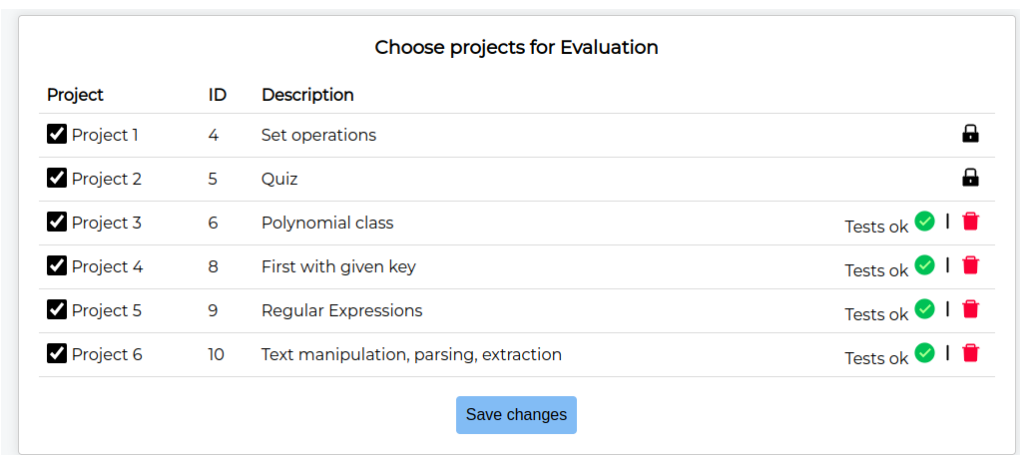 Choose projects for Evaluation
Project ID Description
Project 1 4 Set operations
Project 2 5 Quiz
Project 3 6 Polynomial class Tests ok |
Project 4 8 First with given key Tests ok |
Project 5 9 Regular Expressions Tests ok |
Project 6 10 Text manipulation, parsing, extraction Tests ok |
Save changes